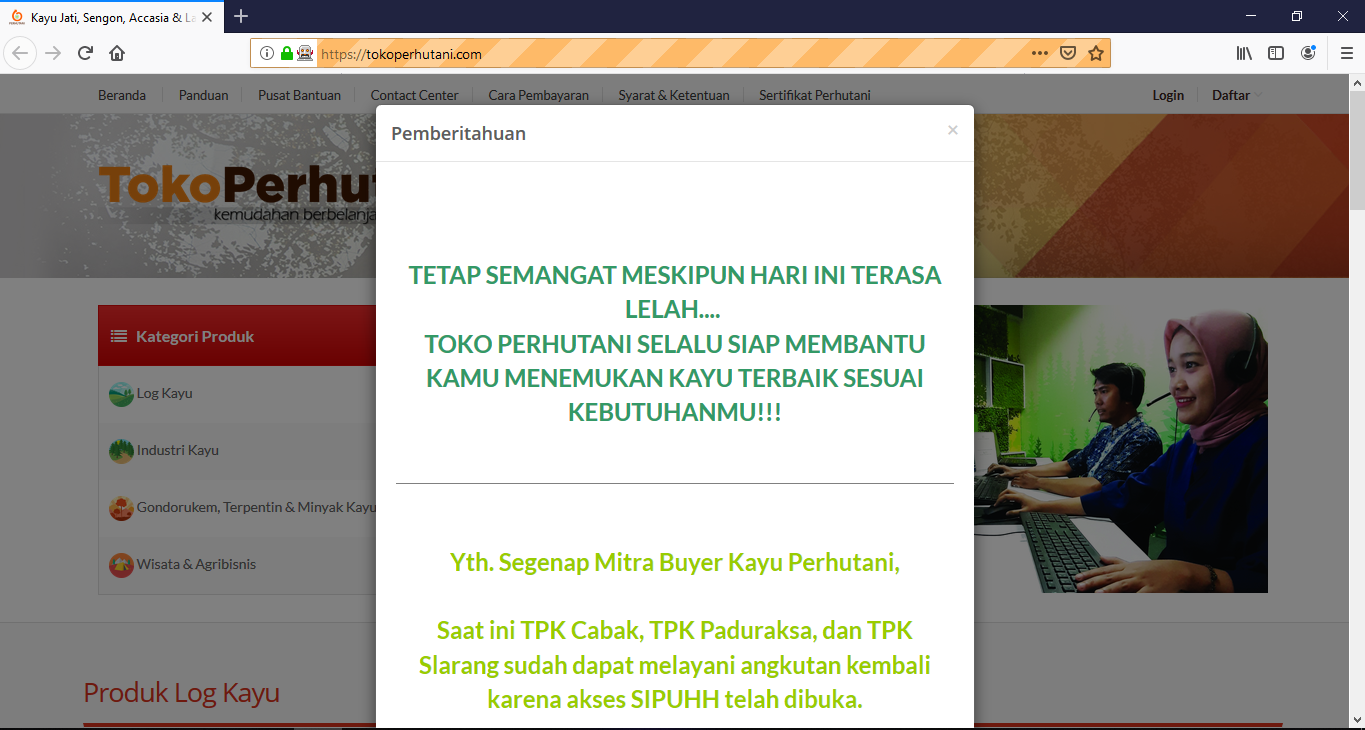 Kayu Jati, Sengon, Accasia & La
https://tokoperhutani.com
Beranda
Panduan
Pusat Bantuan
Contact Center
Cara Pembayaran
Syarat & Ketentuan
Sertifikat Perhutani
Login
Daftar
TokoPerhut
kemudahan berbelanja
Kategori Produk
Log Kayu
Industri Kayu
Gondorukem, Terpentin & Minyak Kayu
Wisata & Agribisnis
Produk Log Kayu
Pemberitahuan
×
TETAP SEMANGAT MESKIPUN HARI INI TERASA
LELAH....
TOKO PERHUTANI SELALU SIAP MEMBANTU
KAMU MENEMUKAN KAYU TERBAIK SESUAI
KEBUTUHANMU!!!
Yth. Segenap Mitra Buyer Kayu Perhutani,
Saat ini TPK Cabak, TPK Paduraksa, dan TPK
Slarang sudah dapat melayani angkutan kembali
karena akses SIPUHH telah dibuka.